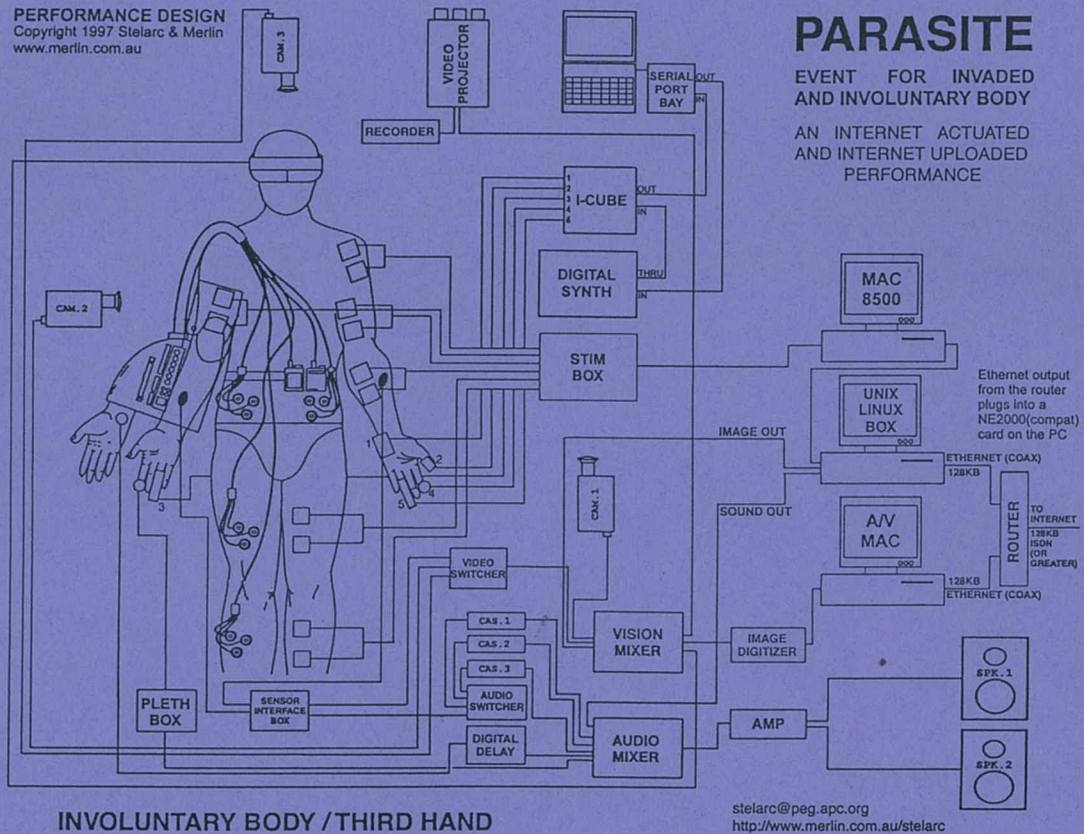 PERFORMANCE DESIGN
Copyright 1997 Stelarc & Merlin
www.merlin.com.au
CAM.3
VIDEO
PROJECTOR
RECORDER
SERIAL
PORT
BAY
OUT
IN
PARASITE
EVENT FOR INVADED
AND INVOLUNTARY BODY
AN INTERNET ACTUATED
AND INTERNET UPLOADED
PERFORMANCE
1
2
3
4
6
I-CUBE
OUT
IN
DIGITAL
SYNTH
THRU
IN
CAM.2
STIM
BOX
MAC
8500
UNIX
LINUX
BOX
Ethernet output
from the router
plugs into a
NE2000(compat)
card on the PC
IMAGE OUT
ETHERNET (COAX)
128KB
1
2
3
4
5
CAM.1
SOUND OUT
A/V
MAC
ROUTER
TO
INTERNET
128KB
ISDN
(OR
GREATER)
128KB
ETHERNET (COAX)
VIDEO
SWITCHER
CAS.1
CAS.2
CAS.3
AUDIO
SWITCHER
VISION
MIXER
IMAGE
DIGITIZER
SPK.1
PLETH
BOX
SENSOR
INTERFACE
BOX
DIGITAL
DELAY
AUDIO
MIXER
AMP
SPK.2
INVOLUNTARY BODY / THIRD HAND
stelarc@peg.apc.org
http://www.merlin.com.au/stelarc